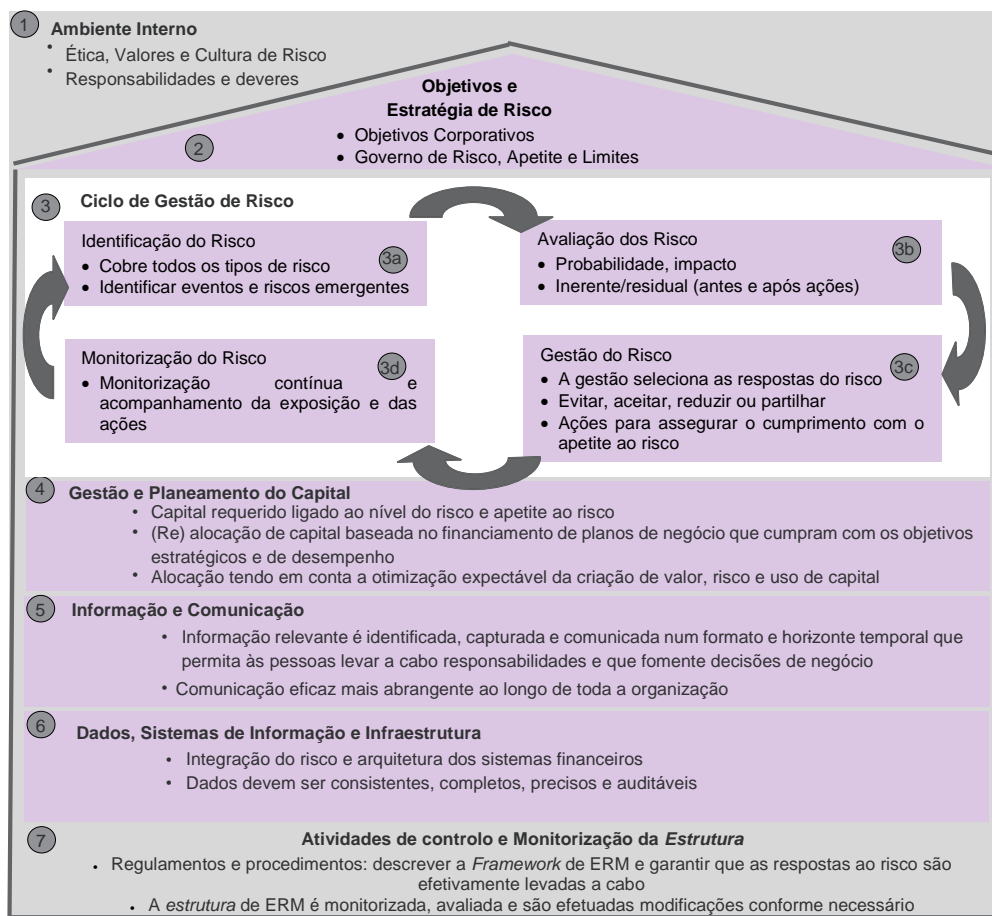 1 Ambiente Interno
• Ética, Valores e Cultura de Risco
• Responsabilidades e deveres
Objetivos e
Estratégia de Risco
2
• Objetivos Corporativos
• Governo de Risco, Apetite e Limites
3 Ciclo de Gestão de Risco
Identificação do Risco
3a
• Cobre todos os tipos de risco
• Identificar eventos e riscos emergentes
Avaliação dos Risco
3b
• Probabilidade, impacto
• Inerente/residual (antes e após ações)
Monitorização do Risco
3d
• Monitorização contínua e
acompanhamento da exposição e das
ações
Gestão do Risco
3c
• A gestão seleciona as respostas do risco
• Evitar, aceitar, reduzir ou partilhar
• Ações para assegurar o cumprimento com o
apetite ao risco
4 Gestão e Planeamento do Capital
• Capital requerido ligado ao nível do risco e apetite ao risco
• (Re) alocação de capital baseada no financiamento de planos de negócio que cumpram com os objetivos
estratégicos e de desempenho
• Alocação tendo em conta a otimização expectável da criação de valor, risco e uso de capital
5 Informação e Comunicação
• Informação relevante é identificada, capturada e comunicada num formato e horizonte temporal que
permita às pessoas levar a cabo responsabilidades e que fomente decisões de negócio
• Comunicação eficaz mais abrangente ao longo de toda a organização
6 Dados, Sistemas de Informação e Infraestrutura
• Integração do risco e arquitetura dos sistemas financeiros
• Dados devem ser consistentes, completos, precisos e auditáveis
7 Atividades de controlo e Monitorização da Estrutura
• Regulamentos e procedimentos: descrever a Framework de ERM e garantir que as respostas ao risco são
efetivamente levadas a cabo
• A estrutura de ERM é monitorizada, avaliada e são efetuadas modificações conforme necessário